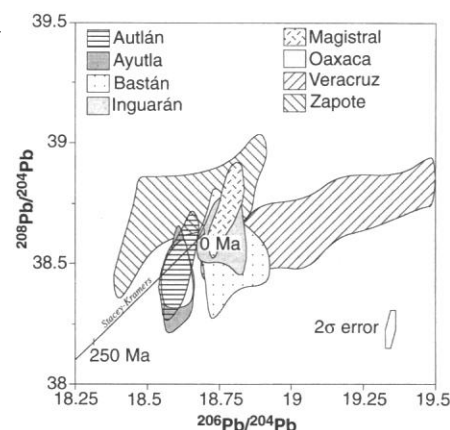 39.5
Autlán
Ayutla
Bastán
Inguarán
Magistral
Oaxaca
Veracruz
Zapote
39
38.5
38
208Pb/204Pb
0 Ma
Stacey-Kramers
250 Ma
2σ error
18.25
18.5
18.75
19
19.25
19.5
206Pb/204Pb